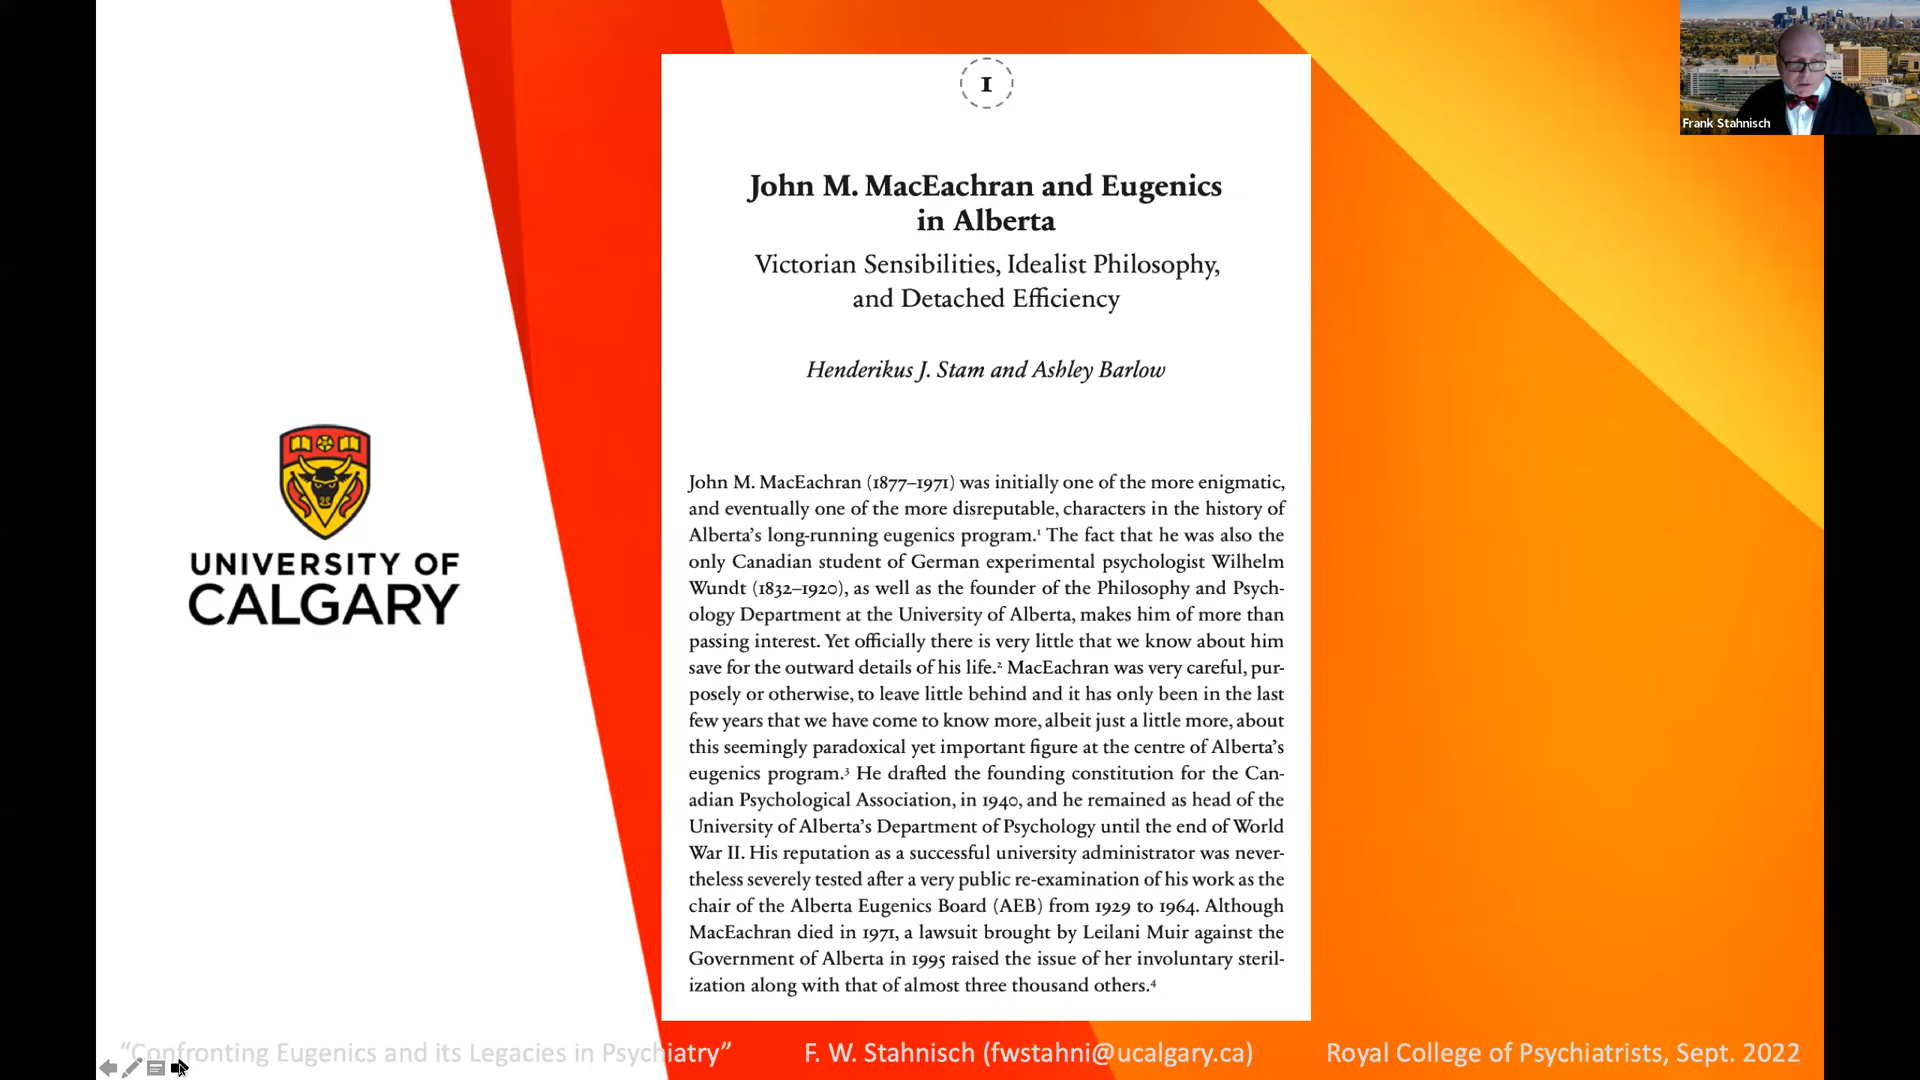 Frank Stahnisch
I
John M. MacEachran and Eugenics
in Alberta
Victorian Sensibilities, Idealist Philosophy,
and Detached Efficiency
Henderikus J. Stam and Ashley Barlow
John M. MacEachran (1877–1971) was initially one of the more enigmatic,
and eventually one of the more disreputable, characters in the history of
Alberta's long-running eugenics program.¹ The fact that he was also the
only Canadian student of German experimental psychologist Wilhelm
Wundt (1832–1920), as well as the founder of the Philosophy and Psych-
ology Department at the University of Alberta, makes him of more than
passing interest. Yet officially there is very little that we know about him
save for the outward details of his life.² MacEachran was very careful, pur-
posely or otherwise, to leave little behind and it has only been in the last
few years that we have come to know more, albeit just a little more, about
this seemingly paradoxical yet important figure at the centre of Alberta's
eugenics program.³ He drafted the founding constitution for the Can-
adian Psychological Association, in 1940, and he remained as head of the
University of Alberta's Department of Psychology until the end of World
War II. His reputation as a successful university administrator was never-
theless severely tested after a very public re-examination of his work as the
chair of the Alberta Eugenics Board (AEB) from 1929 to 1964. Although
MacEachran died in 1971, a lawsuit brought by Leilani Muir against the
Government of Alberta in 1995 raised the issue of her involuntary steril-
ization along with that of almost three thousand others.⁴
UNIVERSITY OF
CALGARY
"Confronting Eugenics and its Legacies in Psychiatry"
F. W. Stahnisch (fwstahni@ucalgary.ca)
Royal College of Psychiatrists, Sept. 2022